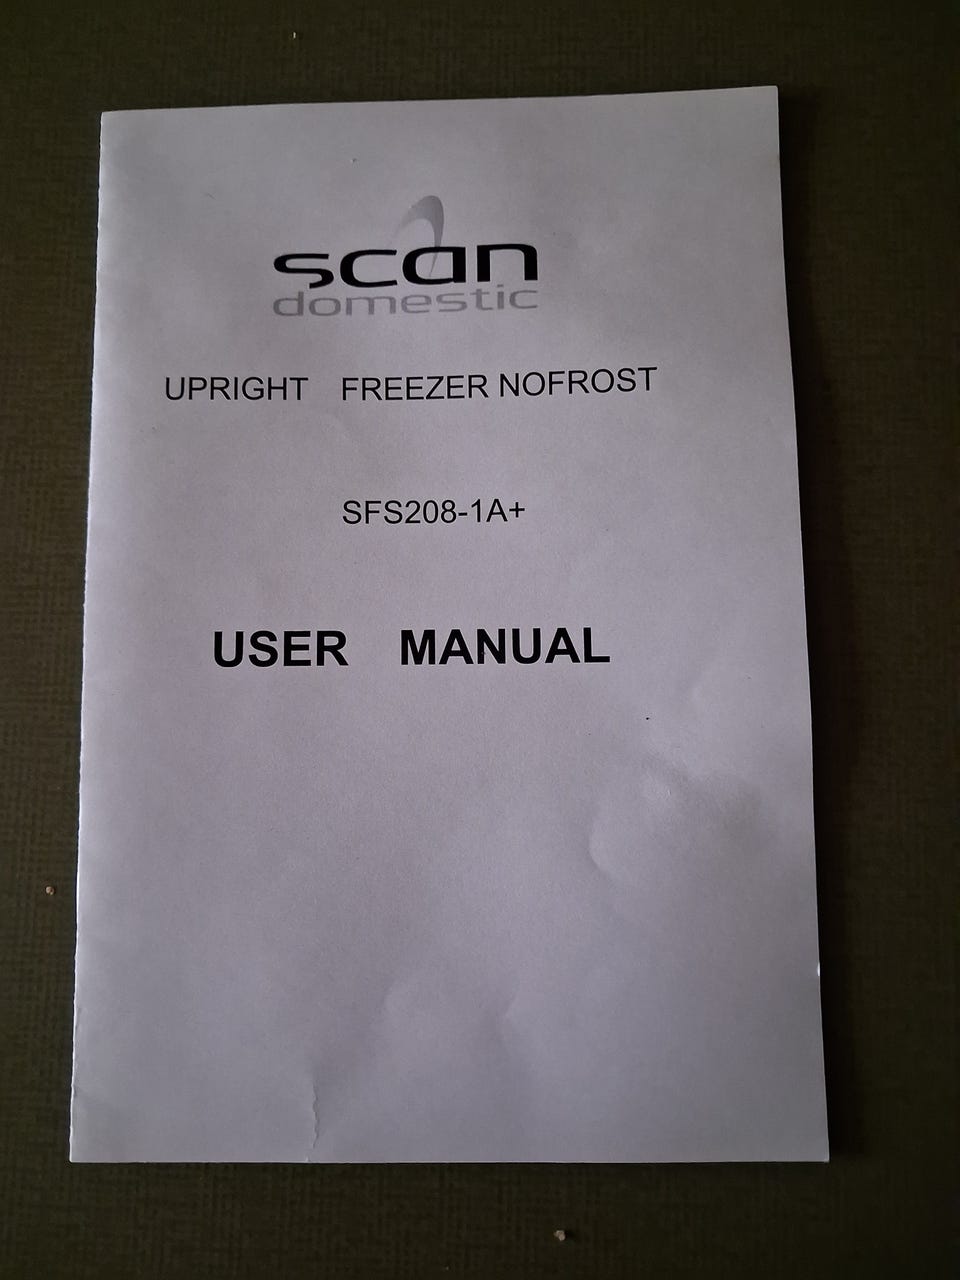 scan
domestic
UPRIGHT FREEZER NOFROST
SFS208-1A+
USER MANUAL